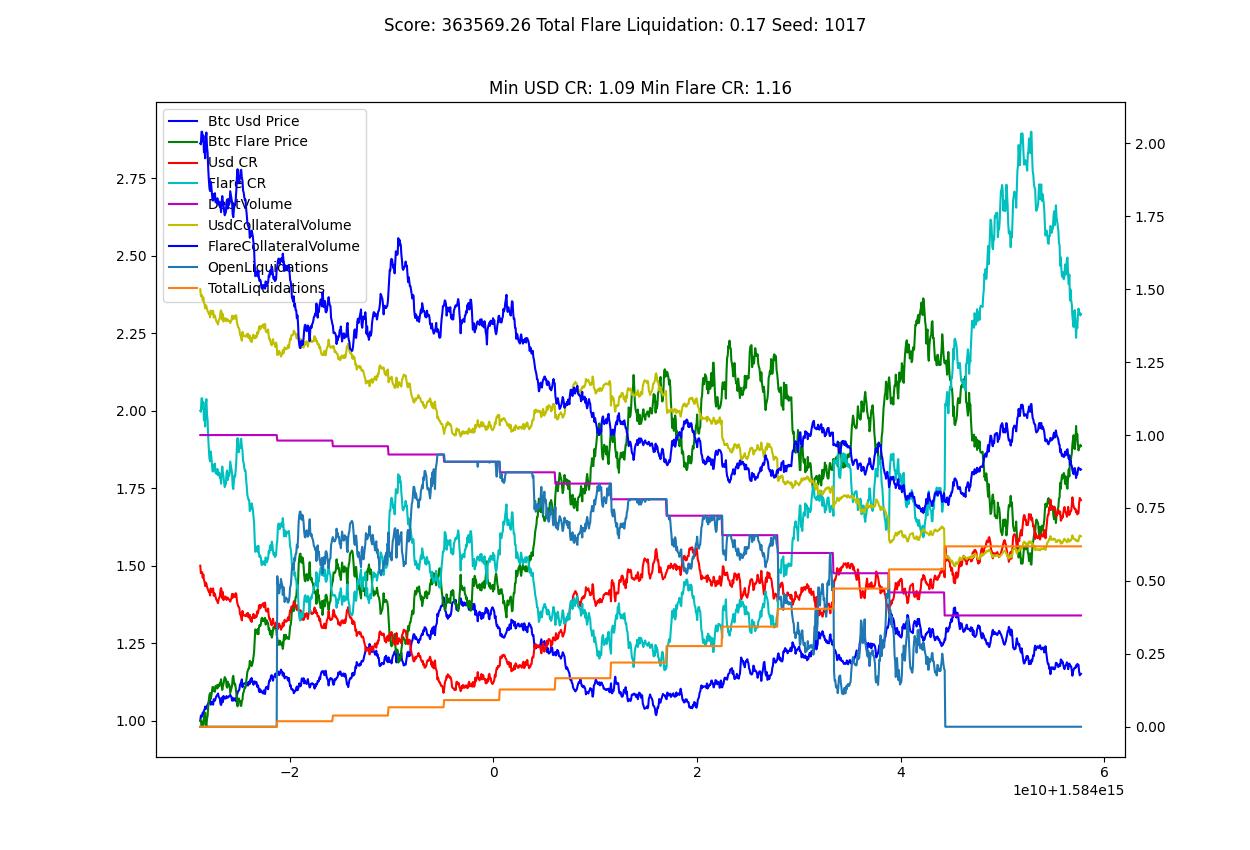 Score: 363569.26 Total Flare Liquidation: 0.17 Seed: 1017
Min USD CR: 1.09 Min Flare CR: 1.16
Btc Usd Price
Btc Flare Price
Usd CR
Flare CR
DebtVolume
UsdCollateralVolume
FlareCollateralVolume
OpenLiquidations
TotalLiquidations
2.75
2.50
2.25
2.00
1.75
1.50
1.25
1.00
2.00
1.75
1.50
1.25
1.00
0.75
0.50
0.25
0.00
−2
0
2
4
6
1e10+1.584e15